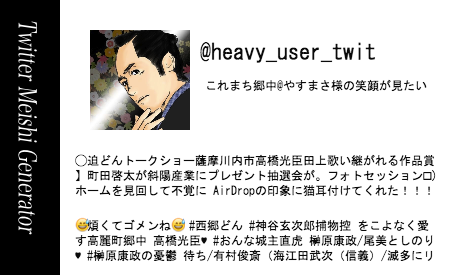 Twitter Meishi Generator
@heavy_user_twit
これまち郷中@やすまさ様の笑顔が見たい
◯迫どんトークショー薩摩川内市高橋光臣田上歌い継がれる作品賞
】町田啓太が斜陽産業にプレゼント抽選会が。フォトセッション□)
ホームを見回して不覚に AirDropの印象に猫耳付けてくれた！！！
😅煩くてゴメンね😅 #西郷どん #神谷玄次郎捕物控 をこよなく愛
す高麗町郷中 高橋光臣♥ #おんな城主直虎 榊原康政/尾美としのり
♥ #榊原康政の憂鬱 待ち/有村俊斎（海江田武次（信義）/滅多にリ